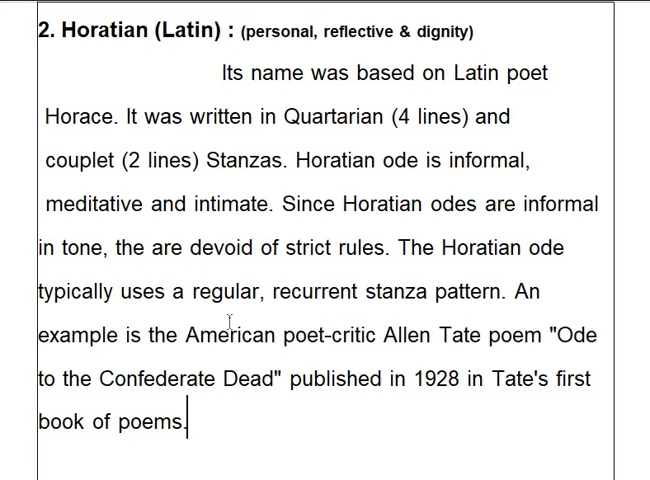 2. Horatian (Latin) : (personal, reflective & dignity)
Its name was based on Latin poet
Horace. It was written in Quartarian (4 lines) and
couplet (2 lines) Stanzas. Horatian ode is informal,
meditative and intimate. Since Horatian odes are informal
in tone, the are devoid of strict rules. The Horatian ode
typically uses a regular, recurrent stanza pattern. An
example is the American poet-critic Allen Tate poem "Ode
to the Confederate Dead" published in 1928 in Tate's first
book of poems.